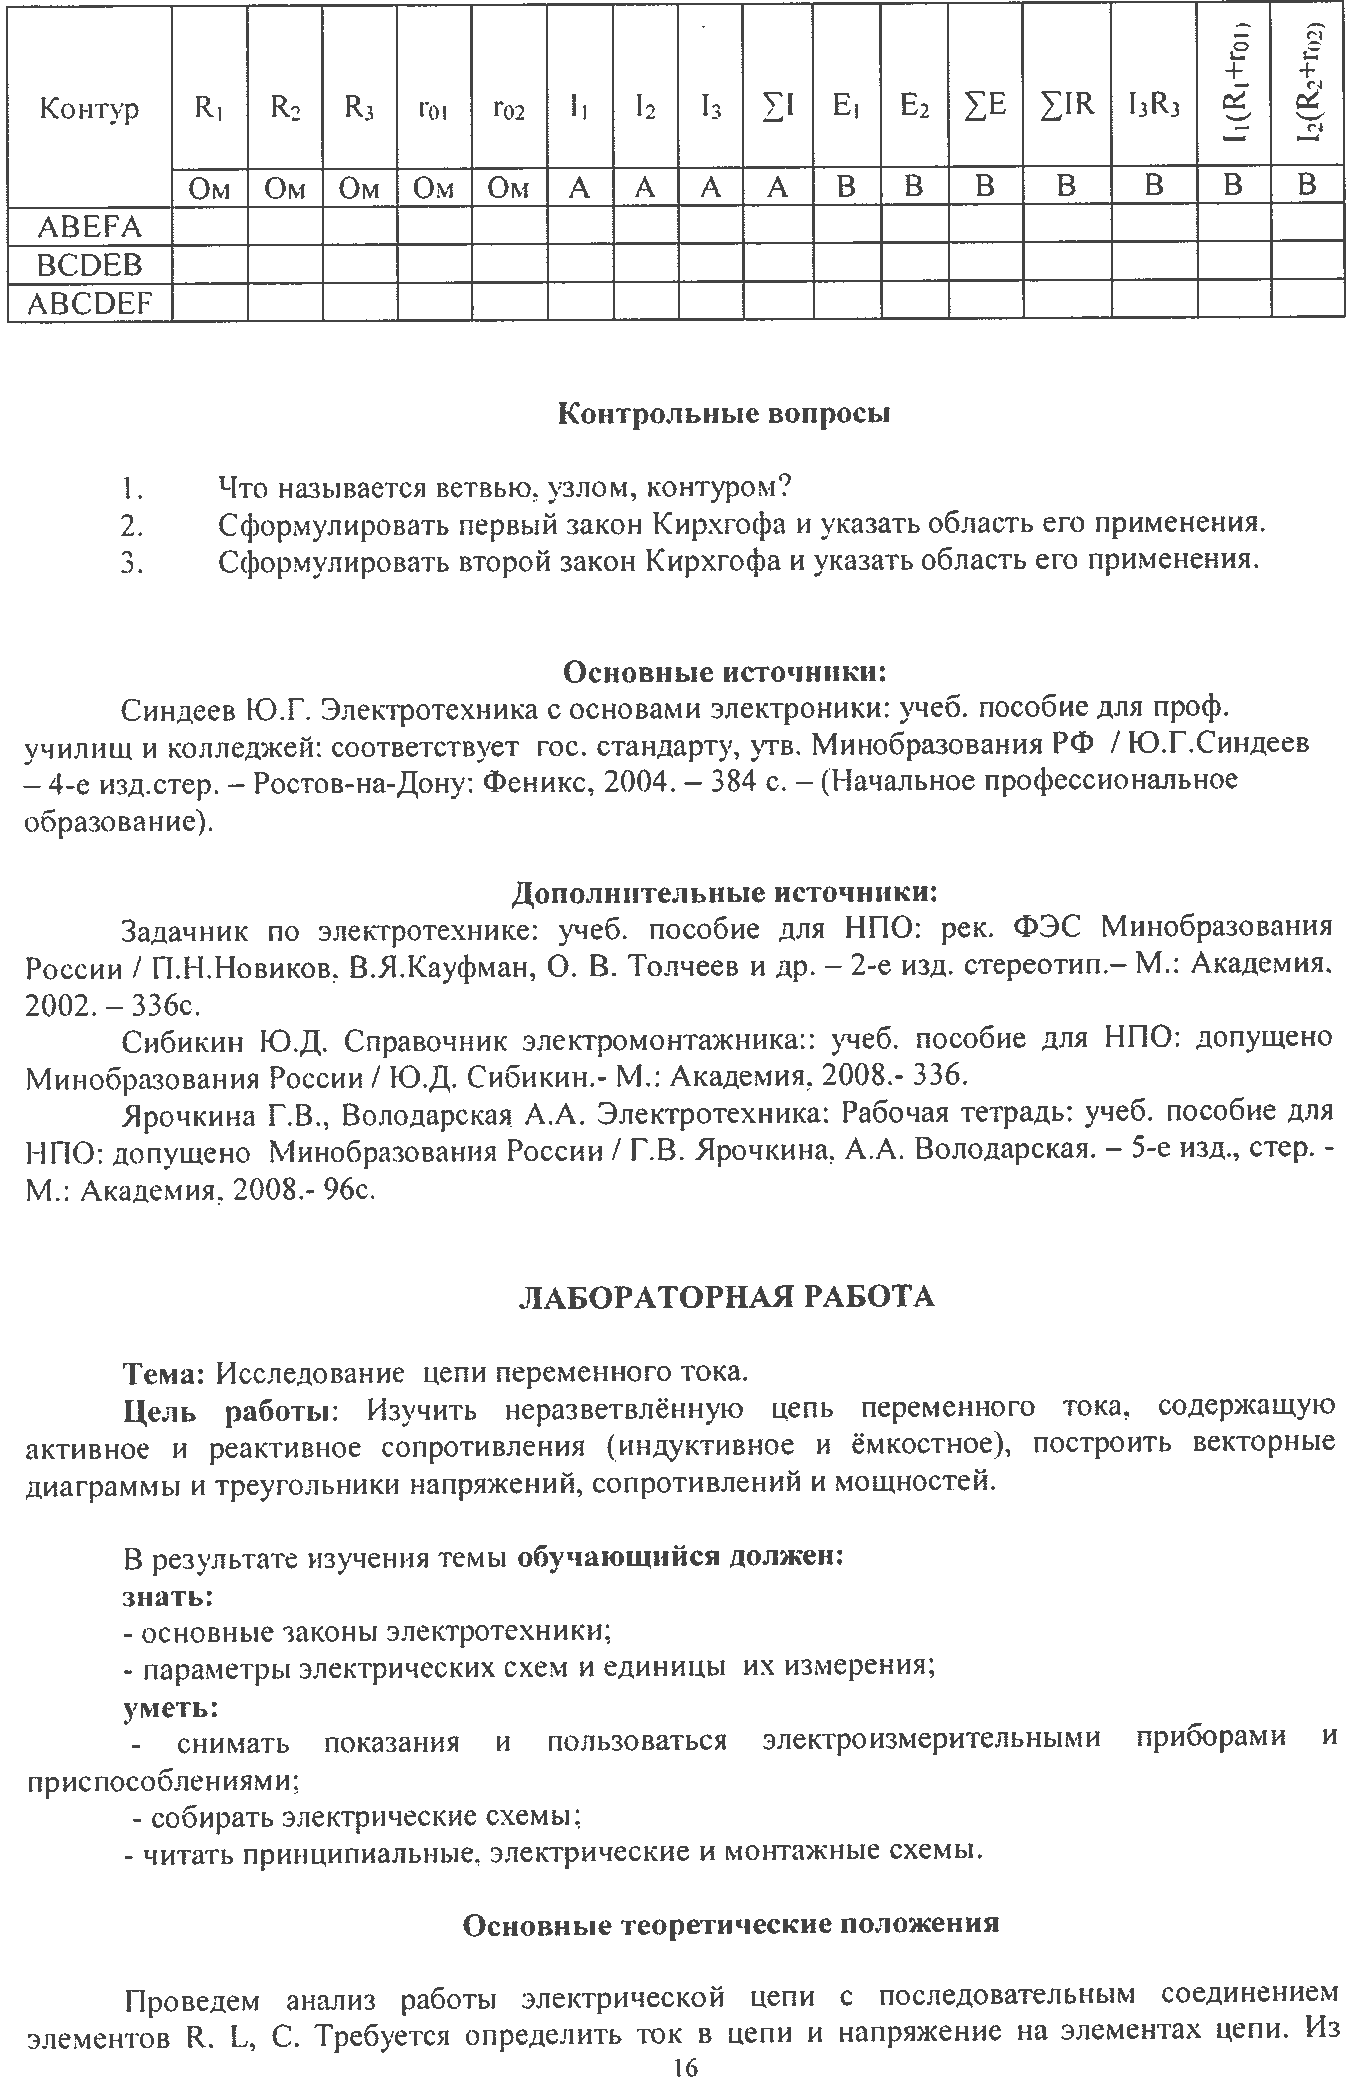 Контур R₁ R₂ R₃ r₀₁ r₀₂ I₁ I₂ I₃ ∑I E₁ E₂ ∑E ∑IR I₃R₃ I₁(R₁+r₀₁) I₂(R₂+r₀₂)
Ом Ом Ом Ом Ом А А А А В В В В В В В
ABEFA
BCDEB
ABCDEF
Контрольные вопросы
1. Что называется ветвью, узлом, контуром?
2. Сформулировать первый закон Кирхгофа и указать область его применения.
3. Сформулировать второй закон Кирхгофа и указать область его применения.
Основные источники:
Синдеев Ю.Г. Электротехника с основами электроники: учеб. пособие для проф.
училищ и колледжей: соответствует гос. стандарту, утв. Минобразования РФ / Ю.Г.Синдеев
– 4-е изд.стер. – Ростов-на-Дону: Феникс, 2004. – 384 с. – (Начальное профессиональное
образование).
Дополнительные источники:
Задачник по электротехнике: учеб. пособие для НПО: рек. ФЭС Минобразования
России / П.Н.Новиков, В.Я.Кауфман, О. В. Толчеев и др. – 2-е изд. стереотип.– М.: Академия,
2002. – 336с.
Сибикин Ю.Д. Справочник электромонтажника:: учеб. пособие для НПО: допущено
Минобразования России / Ю.Д. Сибикин.- М.: Академия, 2008.- 336.
Ярочкина Г.В., Володарская А.А. Электротехника: Рабочая тетрадь: учеб. пособие для
НПО: допущено Минобразования России / Г.В. Ярочкина, А.А. Володарская. – 5-е изд., стер. -
М.: Академия, 2008.- 96с.
ЛАБОРАТОРНАЯ РАБОТА
Тема: Исследование цепи переменного тока.
Цель работы: Изучить неразветвлённую цепь переменного тока, содержащую
активное и реактивное сопротивления (индуктивное и ёмкостное), построить векторные
диаграммы и треугольники напряжений, сопротивлений и мощностей.
В результате изучения темы обучающийся должен:
знать:
- основные законы электротехники;
- параметры электрических схем и единицы их измерения;
уметь:
- снимать показания и пользоваться электроизмерительными приборами и
приспособлениями;
- собирать электрические схемы;
- читать принципиальные, электрические и монтажные схемы.
Основные теоретические положения
Проведем анализ работы электрической цепи с последовательным соединением
элементов R, L, C. Требуется определить ток в цепи и напряжение на элементах цепи. Из
16